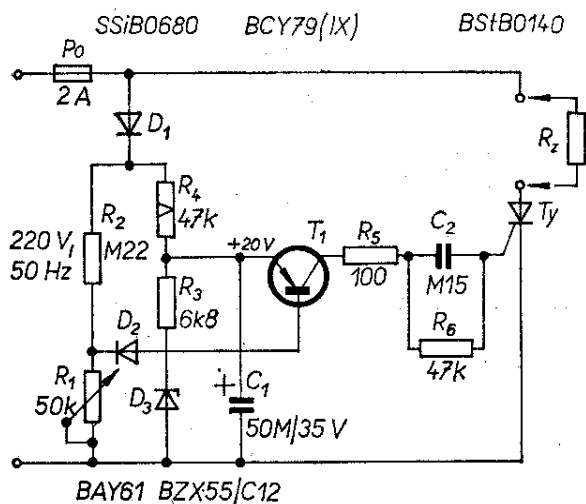 SSiB0680 BCY79(IX) BStB0140
Po
2 A
D1
Rz
R2
R4
47k
T1
R5
C2
Ty
220 V,
50 Hz
M22
+20V
100
M15
R3
6k8
D2
R6
47k
R1
50k
D3
+
C1
50M/35 V
BAY61 BZX55/C12